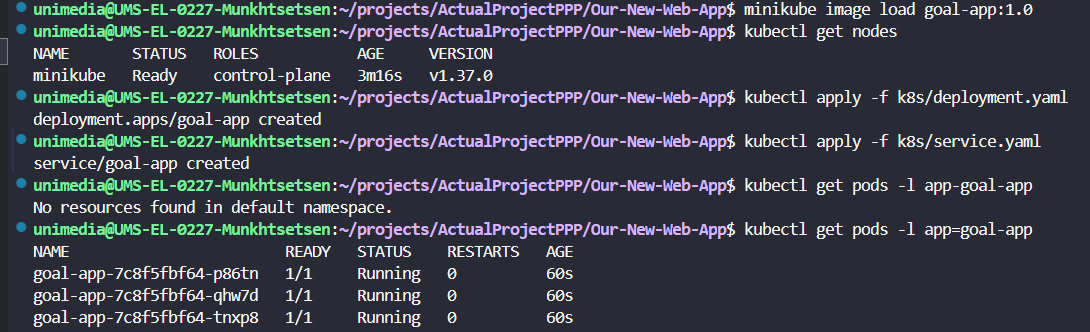 unimedia@UMS-EL-0227-Munkhtsetsen:~/projects/ActualProjectPPP/Our-New-Web-App$ minikube image load goal-app:1.0
unimedia@UMS-EL-0227-Munkhtsetsen:~/projects/ActualProjectPPP/Our-New-Web-App$ kubectl get nodes
NAME       STATUS   ROLES           AGE     VERSION
minikube   Ready    control-plane   3m16s   v1.37.0
unimedia@UMS-EL-0227-Munkhtsetsen:~/projects/ActualProjectPPP/Our-New-Web-App$ kubectl apply -f k8s/deployment.yaml
deployment.apps/goal-app created
unimedia@UMS-EL-0227-Munkhtsetsen:~/projects/ActualProjectPPP/Our-New-Web-App$ kubectl apply -f k8s/service.yaml
service/goal-app created
unimedia@UMS-EL-0227-Munkhtsetsen:~/projects/ActualProjectPPP/Our-New-Web-App$ kubectl get pods -l app-goal-app
No resources found in default namespace.
unimedia@UMS-EL-0227-Munkhtsetsen:~/projects/ActualProjectPPP/Our-New-Web-App$ kubectl get pods -l app=goal-app
NAME                        READY   STATUS    RESTARTS   AGE
goal-app-7c8f5fbf64-p86tn   1/1     Running   0          60s
goal-app-7c8f5fbf64-qhw7d   1/1     Running   0          60s
goal-app-7c8f5fbf64-tnxp8   1/1     Running   0          60s